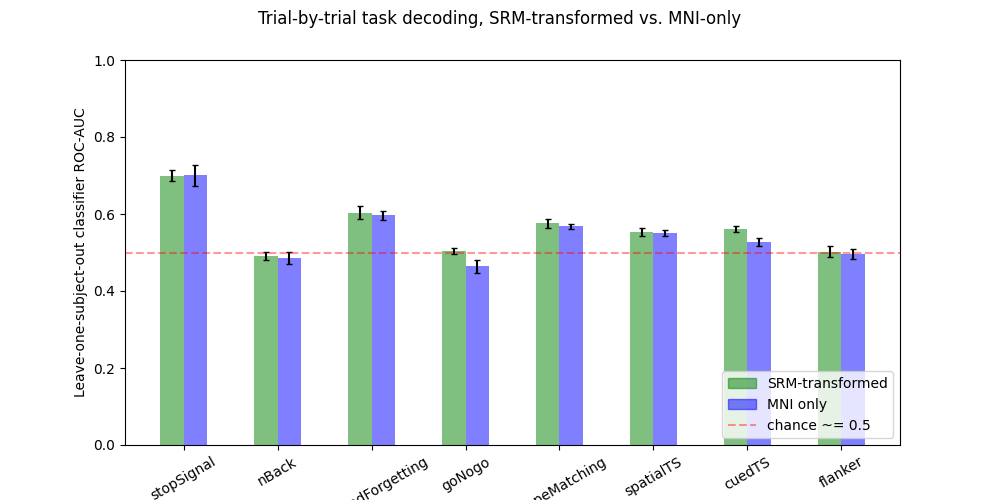 Trial-by-trial task decoding, SRM-transformed vs. MNI-only
Leave-one-subject-out classifier ROC-AUC
1.0
0.8
0.6
0.4
0.2
0.0
SRM-transformed
MNI only
chance ~= 0.5
stopSignal
nBack
dForgetting
goNogo
peMatching
spatialTS
cuedTS
flanker